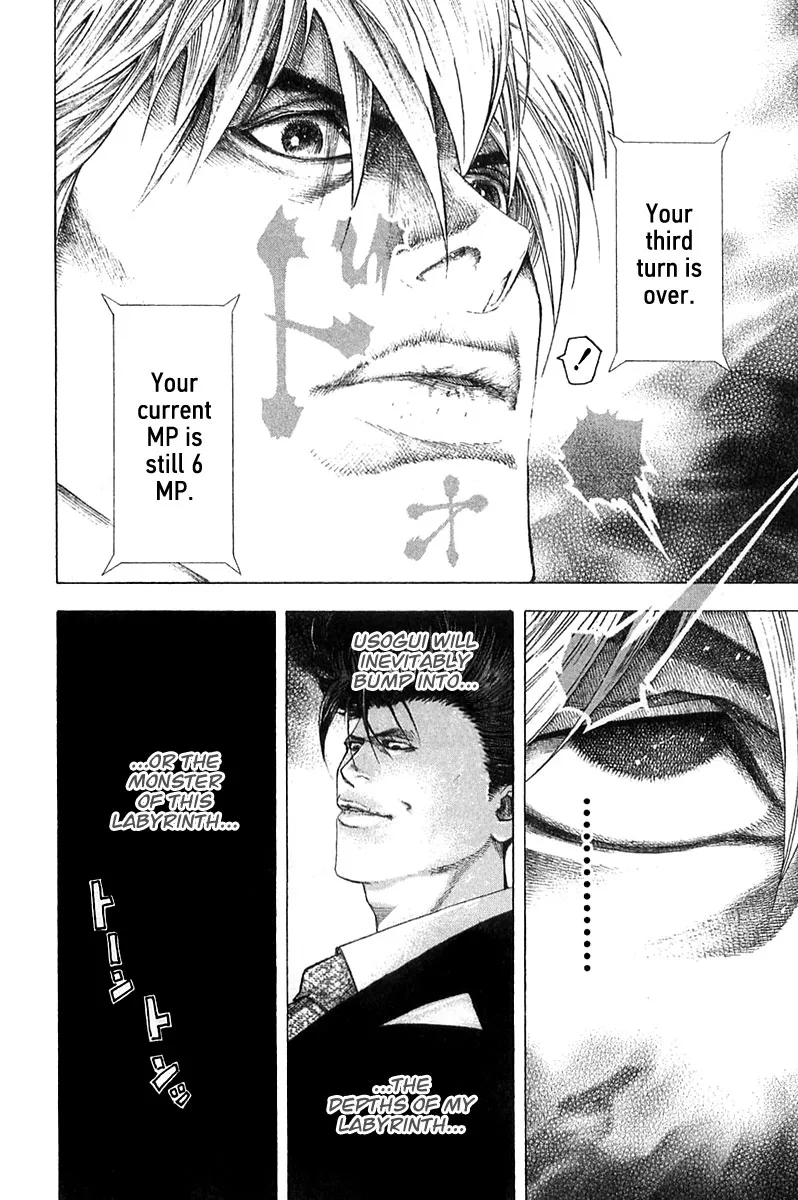 Your
third
turn is
over.
!
Your
current
MP is
still 6
MP.
USOGUI WILL
INEVITABLY
BUMP INTO...
...THE
DEPTHS OF MY
LABYRINTH...
...OR THE
MONSTER
OF THIS
LABYRINTH...
トーン
トンッ